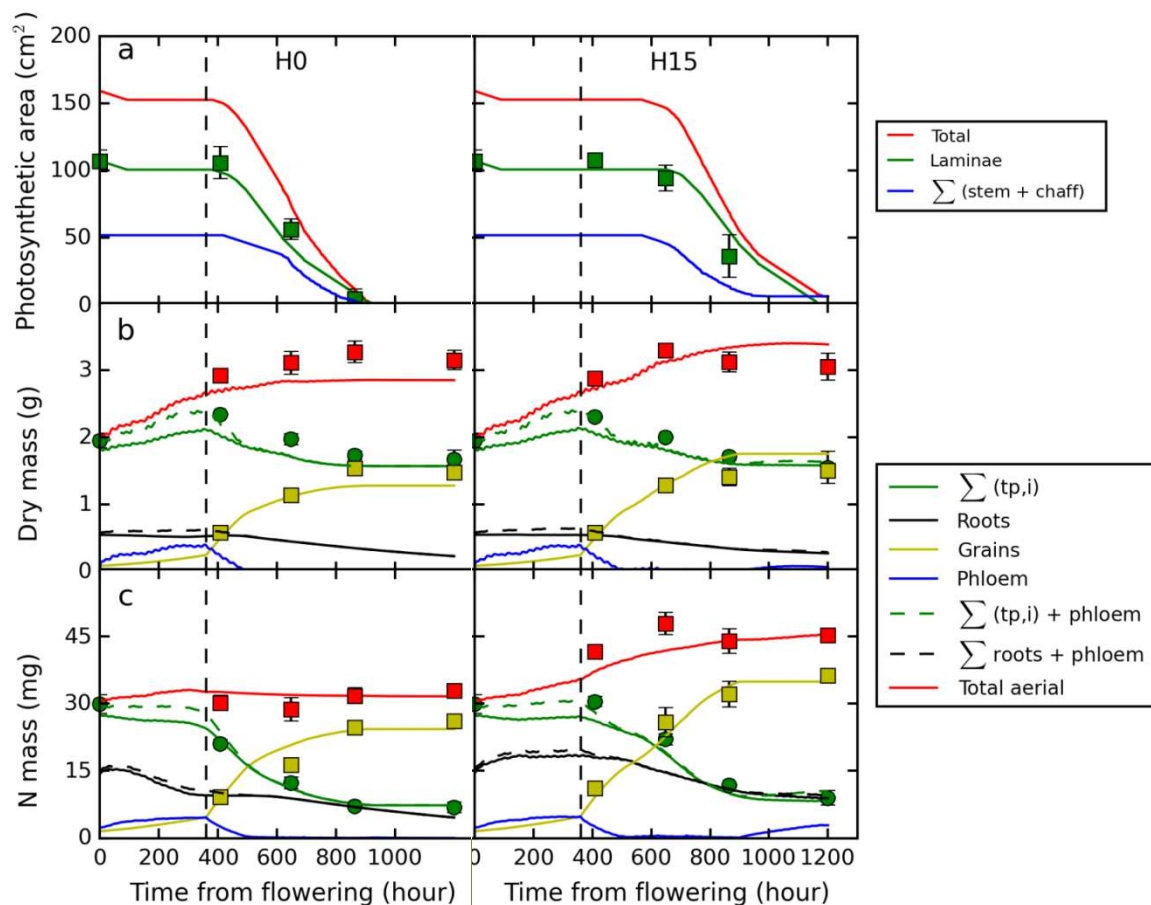 a
H0
H15
Photosynthetic area (cm²)
200
150
100
50
0
Total
Laminae
∑ (stem + chaff)
b
Dry mass (g)
3
2
1
0
c
N mass (mg)
45
30
15
0
∑ (tp,i)
Roots
Grains
Phloem
∑ (tp,i) + phloem
∑ roots + phloem
Total aerial
0 200 400 600 800 1000
0 200 400 600 800 1000 1200
Time from flowering (hour)
Time from flowering (hour)